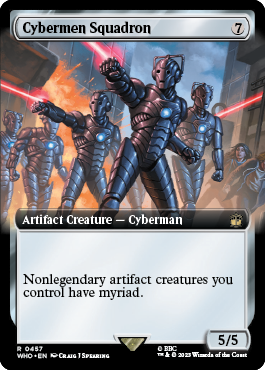 Cybermen Squadron 7
Artifact Creature — Cyberman
Nonlegendary artifact creatures you
control have myriad.
5/5
R 0457 © BBC
WHO • EN Craig J Spearing ™ & © 2023 Wizards of the Coast